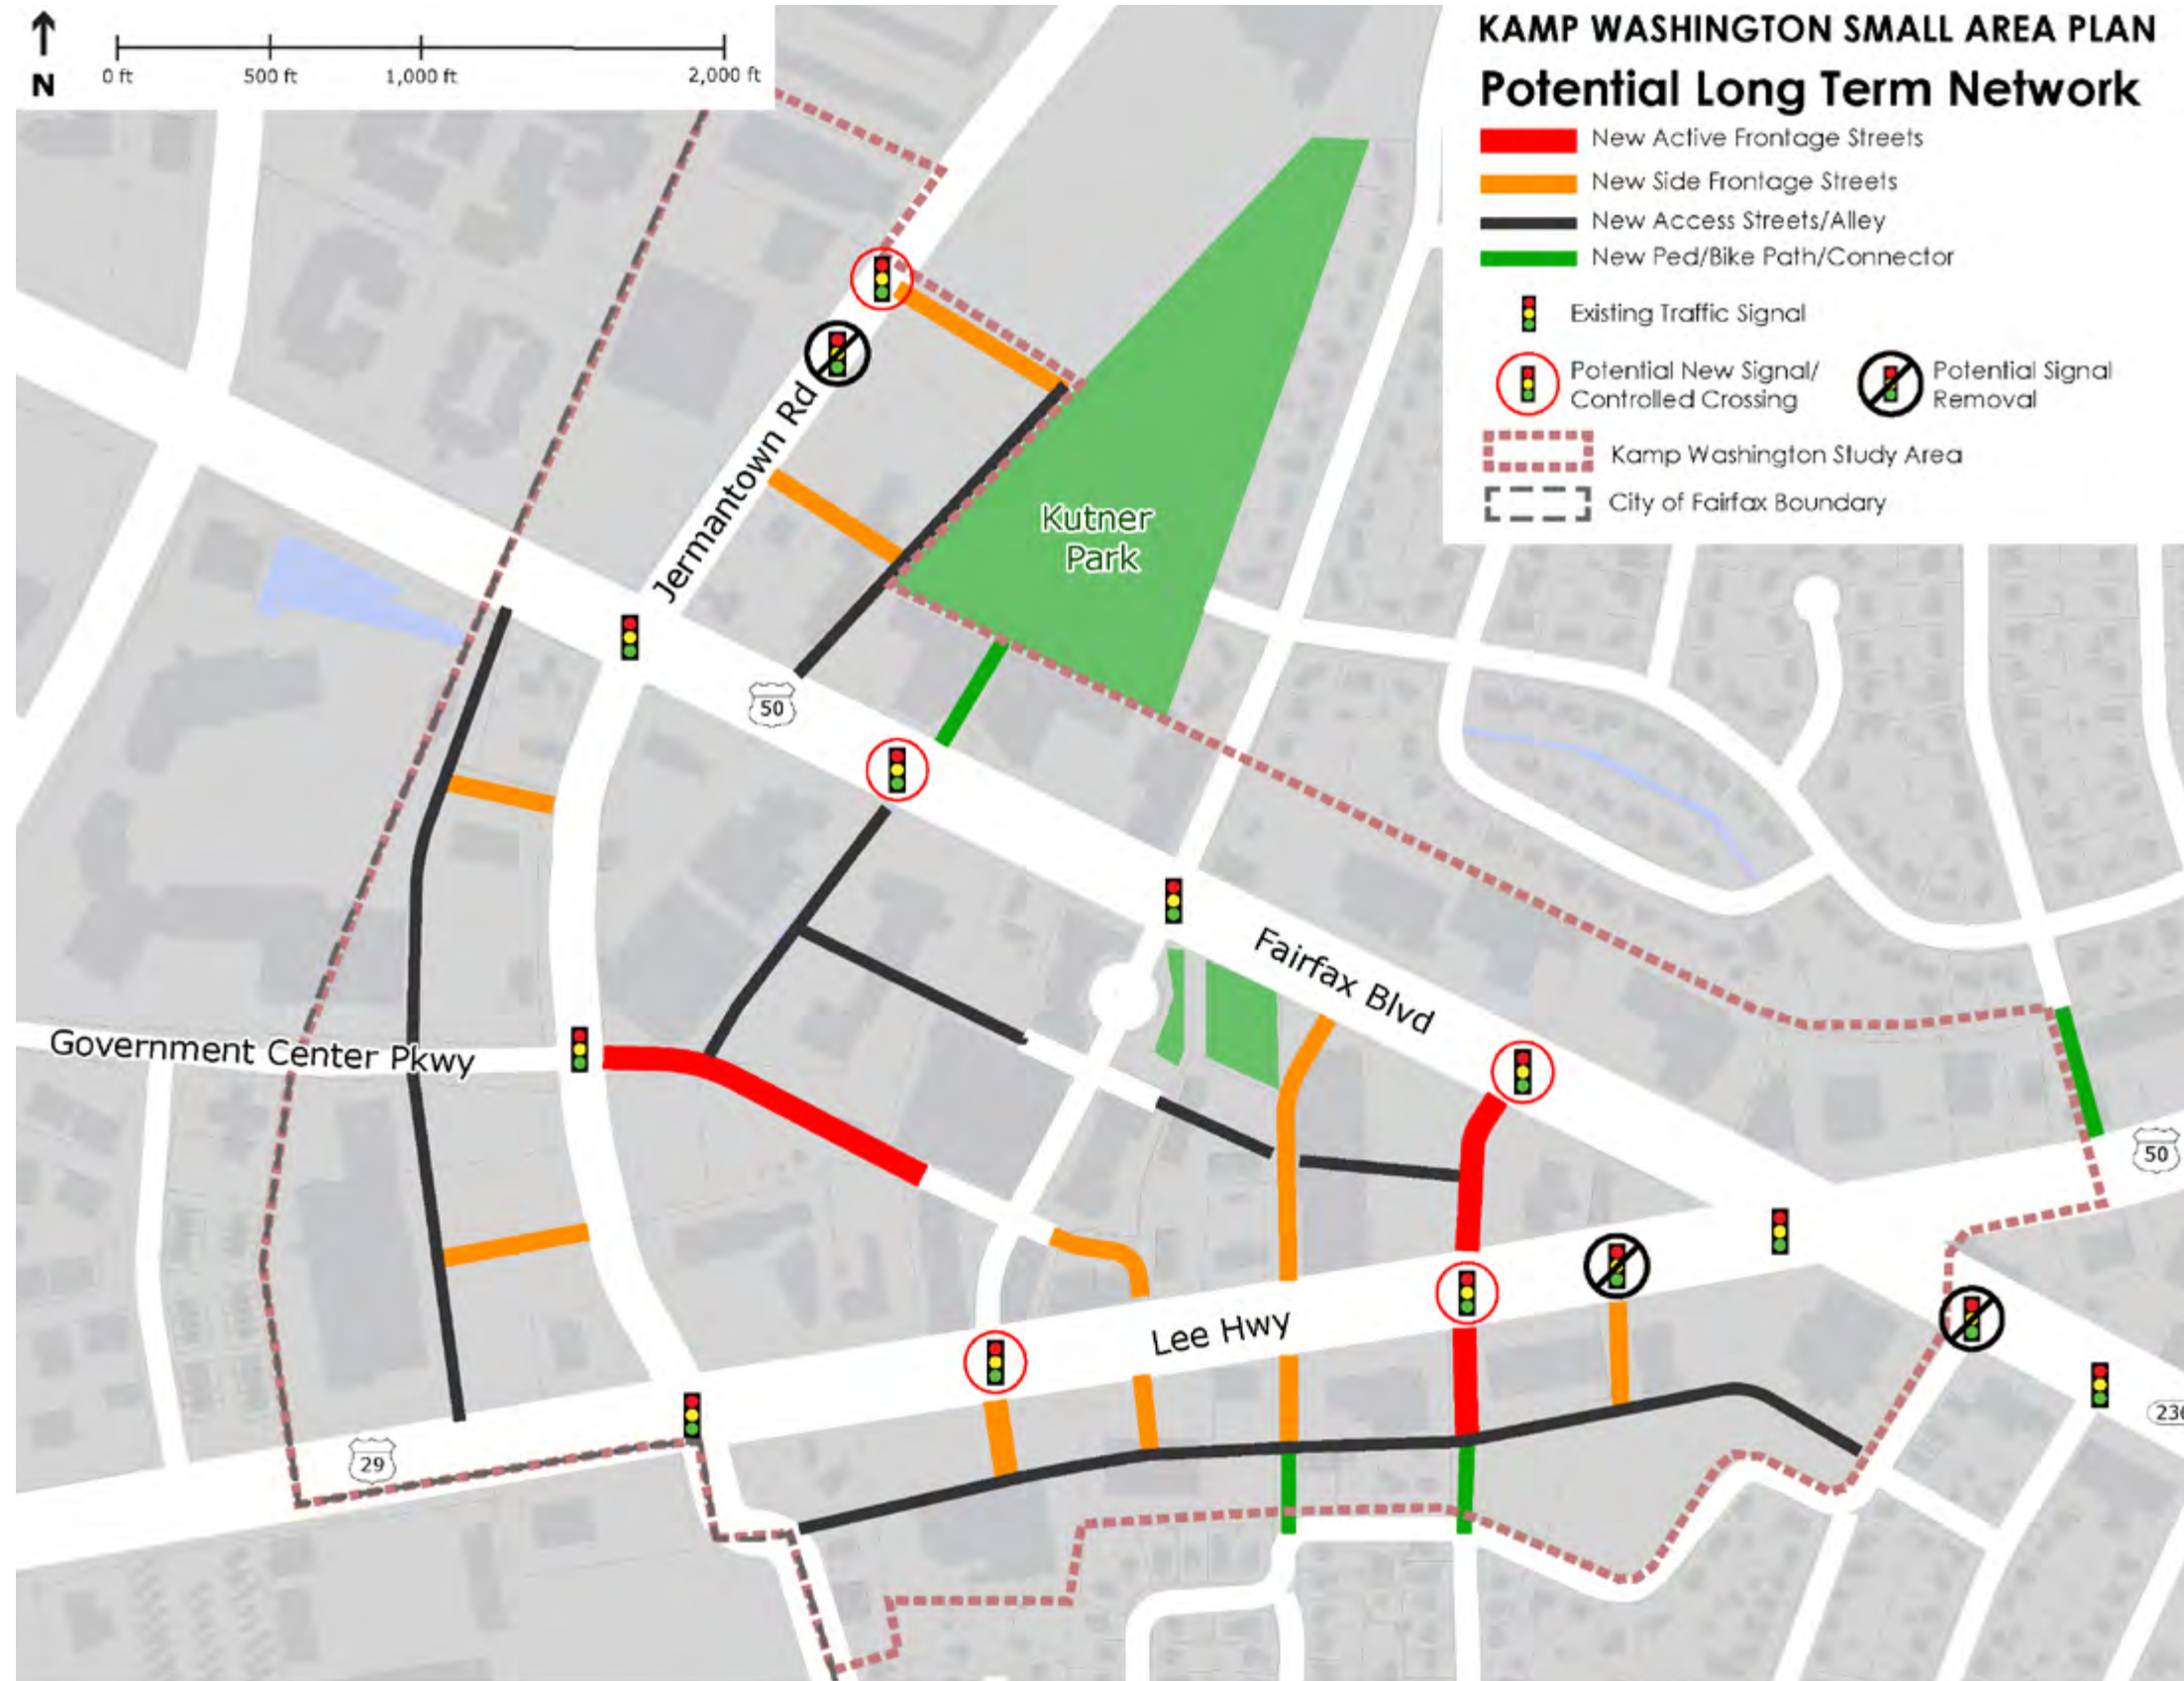 N
0 ft
500 ft
1,000 ft
2,000 ft
KAMP WASHINGTON SMALL AREA PLAN
Potential Long Term Network
New Active Frontage Streets
New Side Frontage Streets
New Access Streets/Alley
New Ped/Bike Path/Connector
Existing Traffic Signal
Potential New Signal/
Controlled Crossing
Potential Signal
Removal
Kamp Washington Study Area
City of Fairfax Boundary
Jermantown Rd
Kutner
Park
50
Fairfax Blvd
Government Center Pkwy
50
Lee Hwy
29